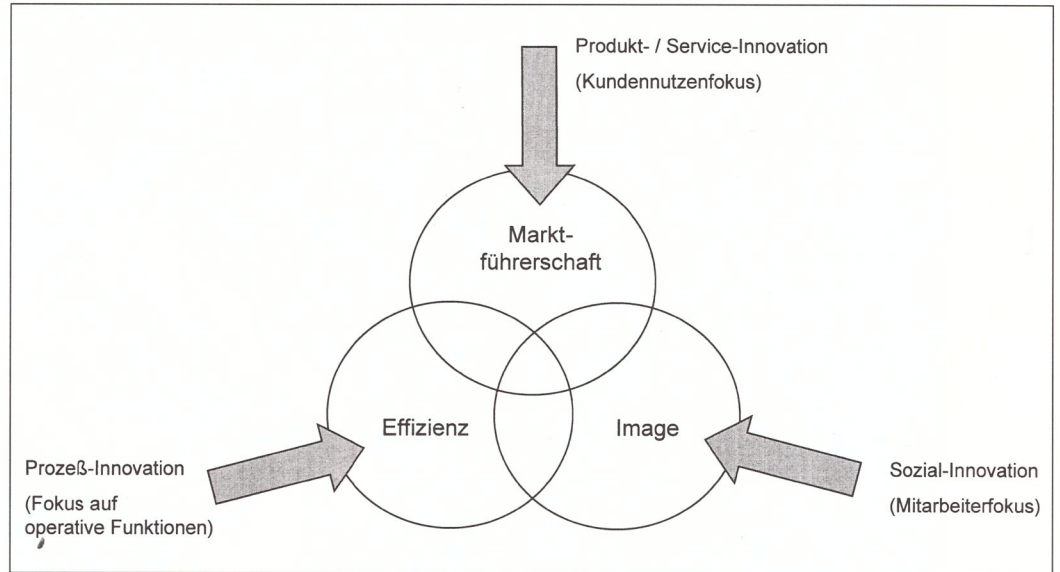 Produkt- / Service-Innovation
(Kundennutzenfokus)
Markt-
führerschaft
Effizienz
Image
Prozeß-Innovation
(Fokus auf
operative Funktionen)
Sozial-Innovation
(Mitarbeiterfokus)